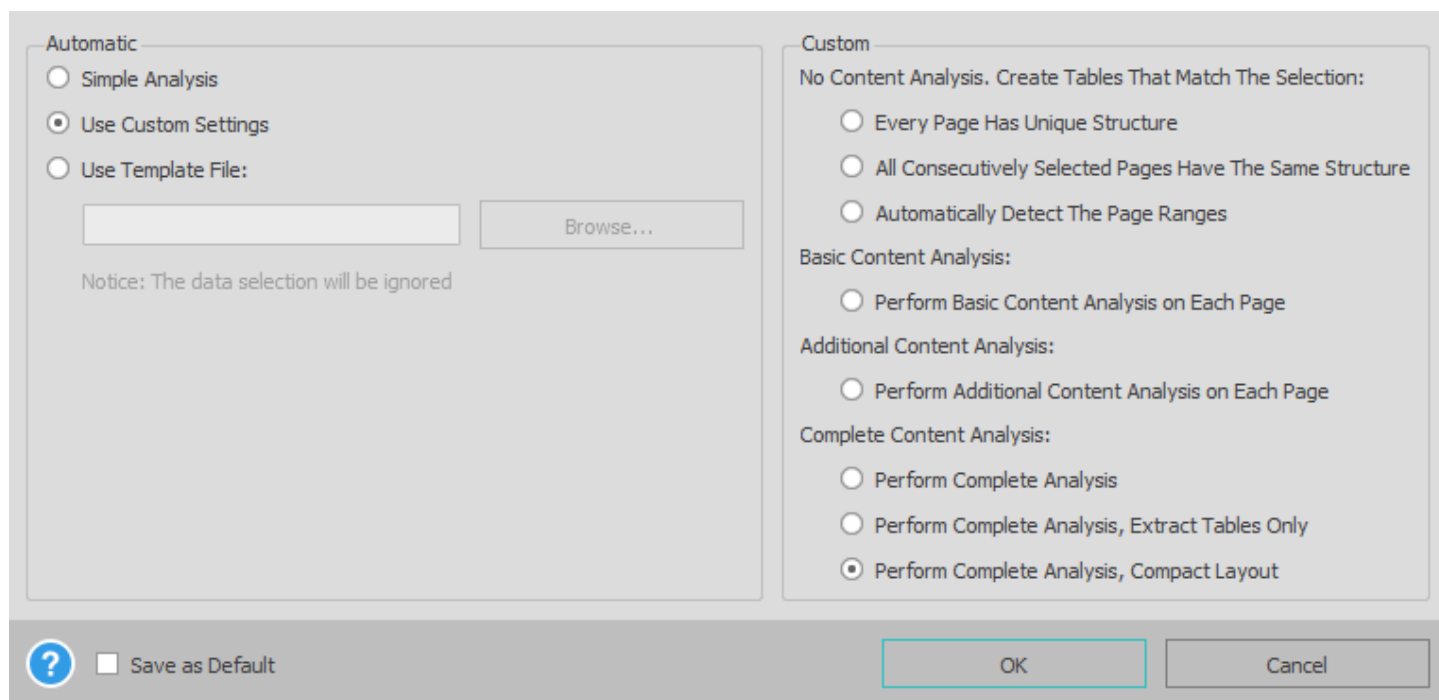 Automatic
Simple Analysis
Use Custom Settings
Use Template File:
Browse...
Notice: The data selection will be ignored
Custom
No Content Analysis. Create Tables That Match The Selection:
Every Page Has Unique Structure
All Consecutively Selected Pages Have The Same Structure
Automatically Detect The Page Ranges
Basic Content Analysis:
Perform Basic Content Analysis on Each Page
Additional Content Analysis:
Perform Additional Content Analysis on Each Page
Complete Content Analysis:
Perform Complete Analysis
Perform Complete Analysis, Extract Tables Only
Perform Complete Analysis, Compact Layout
?
Save as Default
OK
Cancel